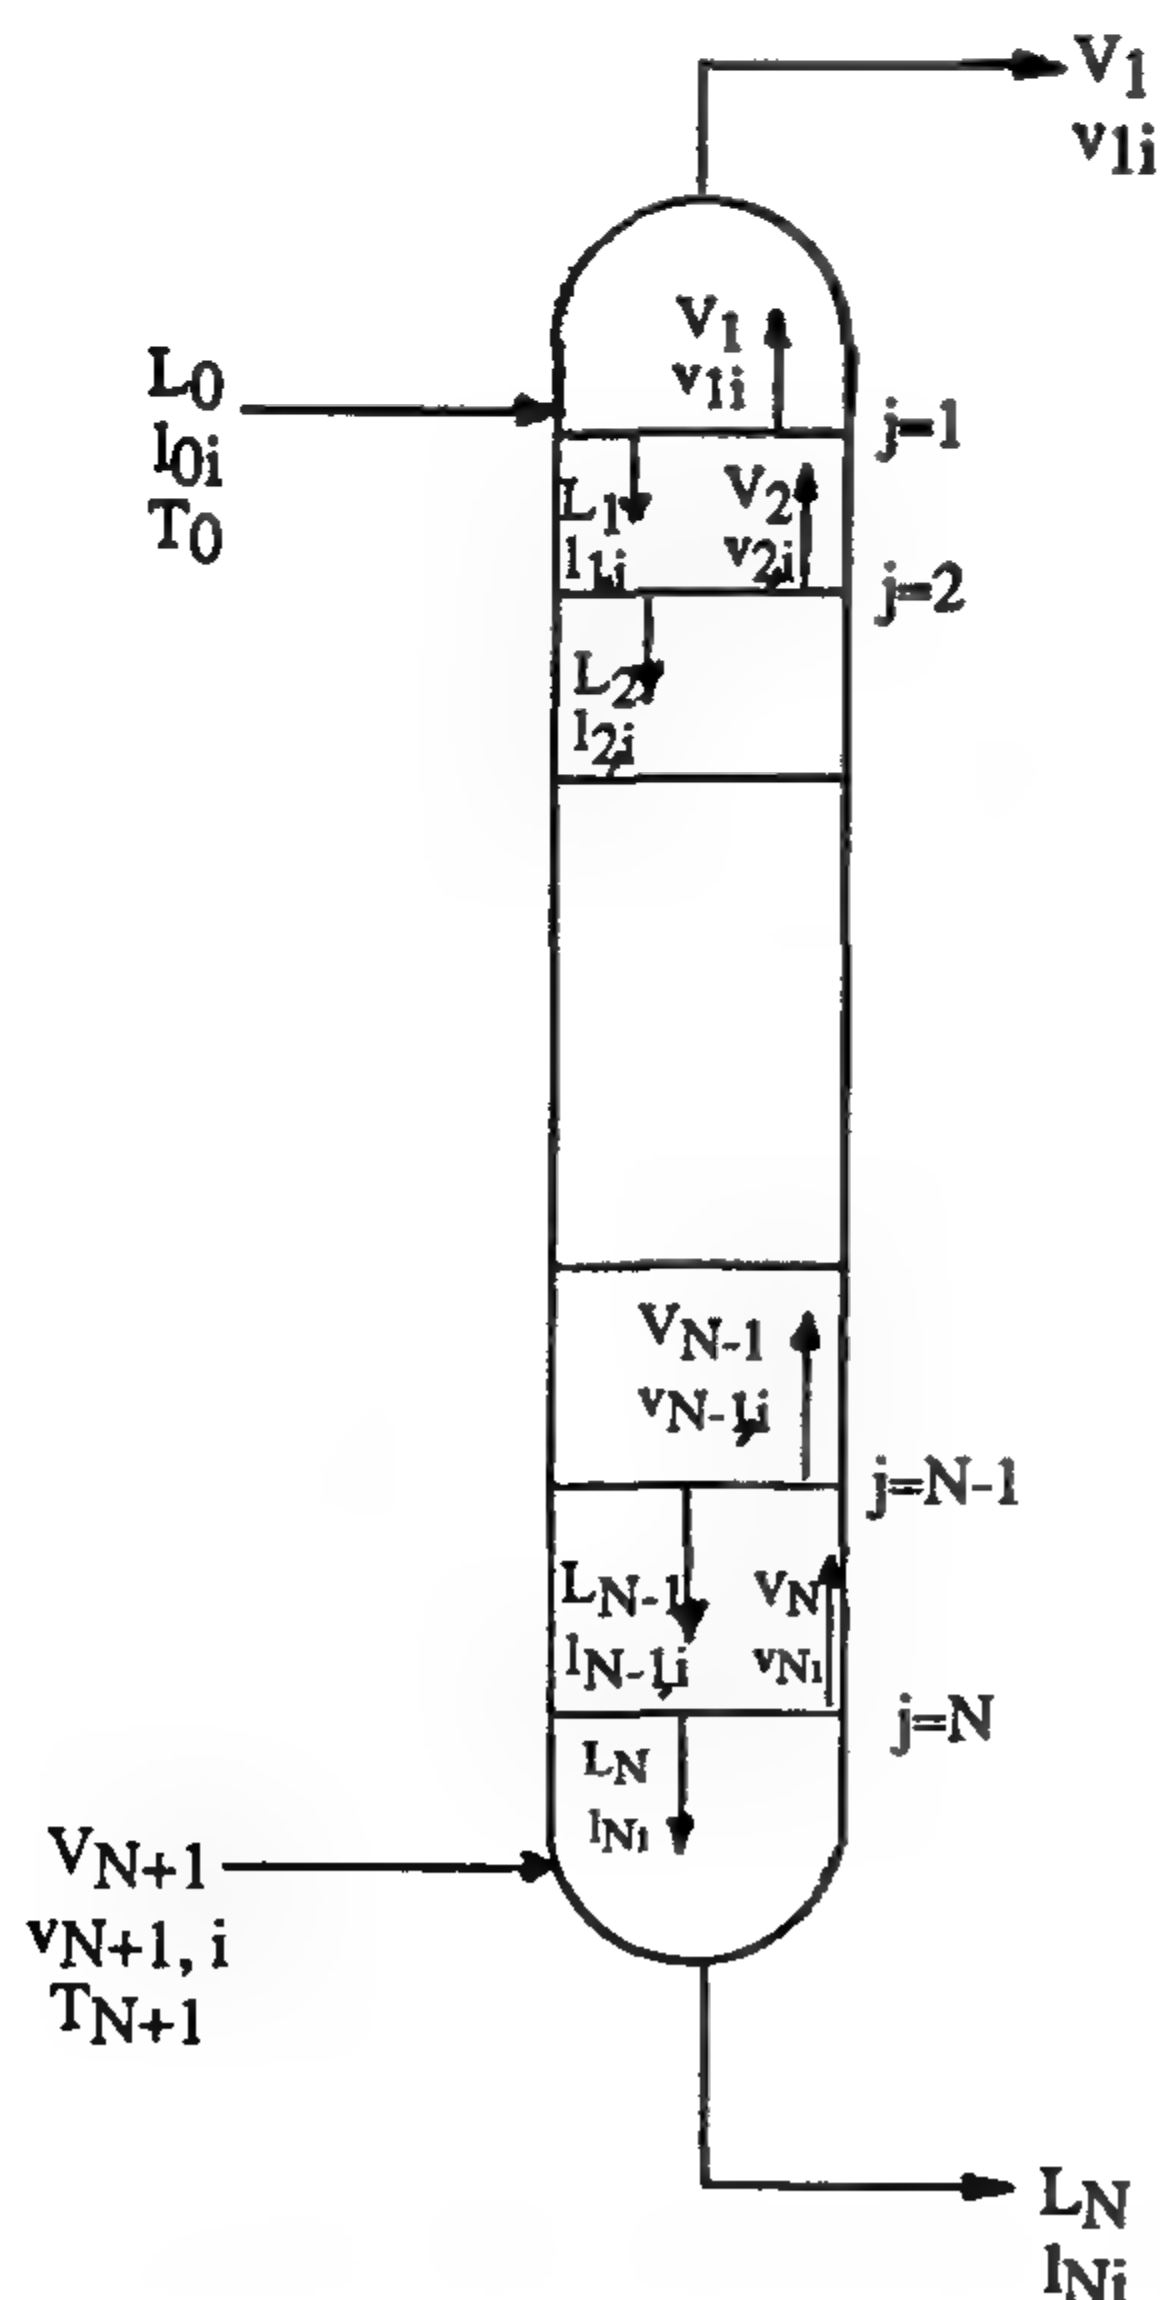 V1
v1i
L0
l0i
T0
V1
v1i
j=1
L1
l1i
V2
v2i
j=2
L2
l2i
VN-1
vN-1,i
j=N-1
LN-1
lN-1,i
VN
vNi
j=N
LN
lNi
VN+1
vN+1, i
TN+1
LN
lNi